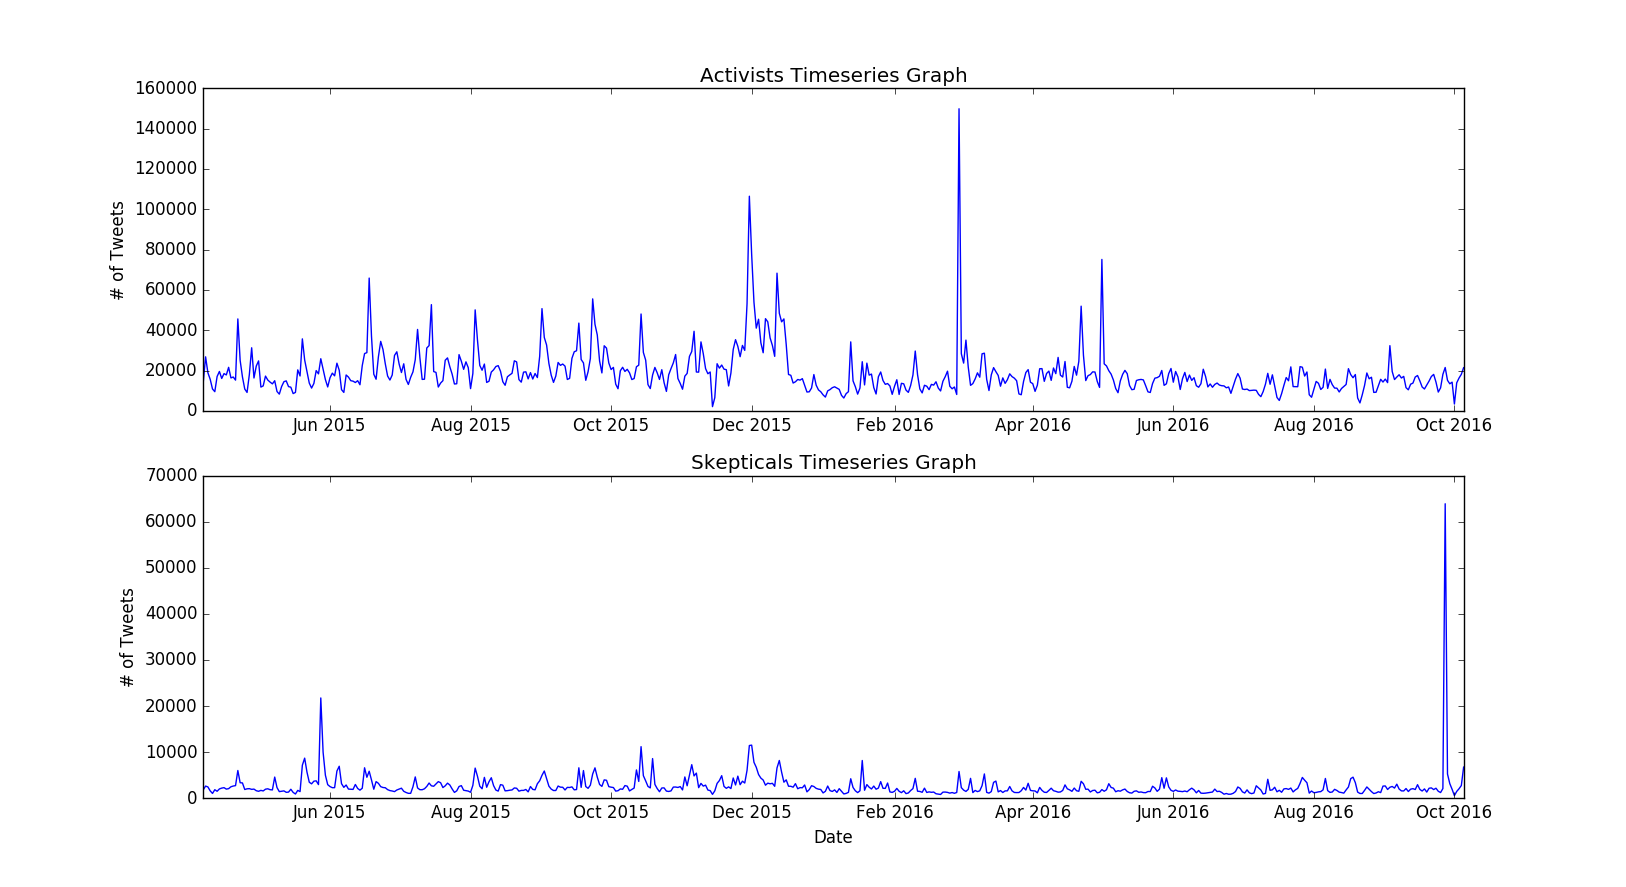 Activists Timeseries Graph
160000
140000
120000
100000
80000
60000
40000
20000
0
# of Tweets
Jun 2015 Aug 2015 Oct 2015 Dec 2015 Feb 2016 Apr 2016 Jun 2016 Aug 2016 Oct 2016
Skepticals Timeseries Graph
70000
60000
50000
40000
30000
20000
10000
0
# of Tweets
Jun 2015 Aug 2015 Oct 2015 Dec 2015 Feb 2016 Apr 2016 Jun 2016 Aug 2016 Oct 2016
Date